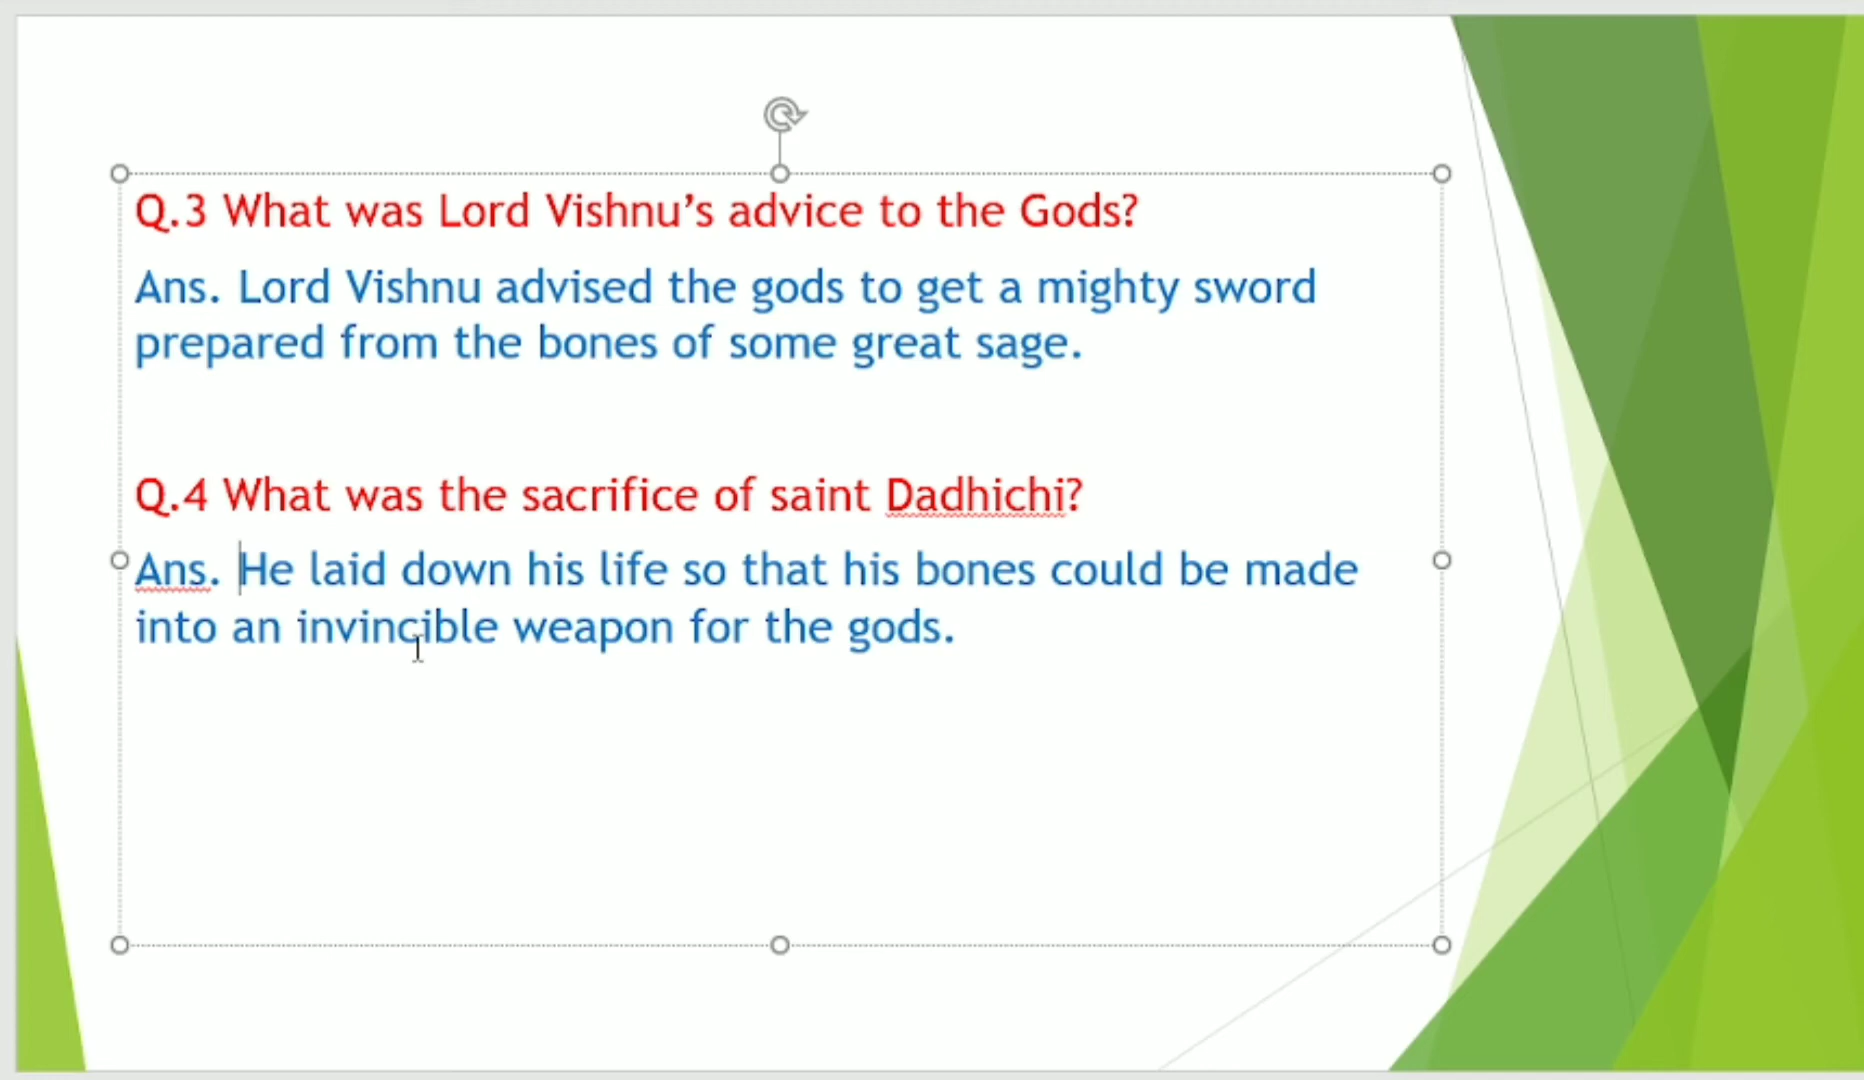 Q.3 What was Lord Vishnu’s advice to the Gods?
Ans. Lord Vishnu advised the gods to get a mighty sword
prepared from the bones of some great sage.
Q.4 What was the sacrifice of saint Dadhichi?
Ans. He laid down his life so that his bones could be made
into an invincible weapon for the gods.